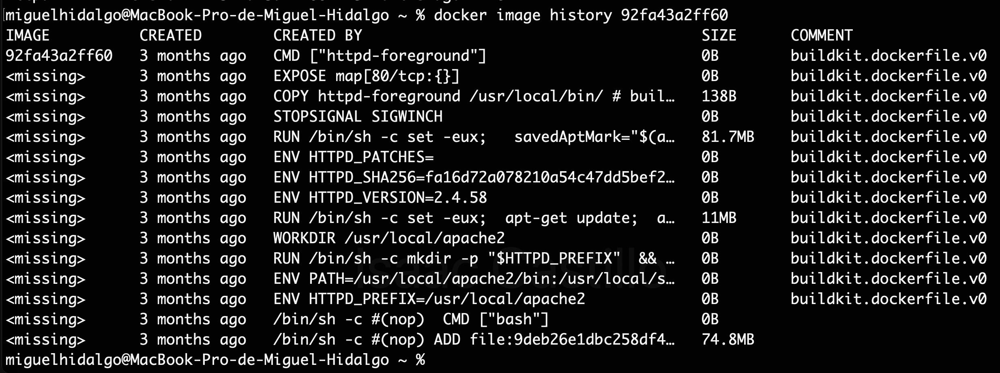 miguelhidalgo@MacBook-Pro-de-Miguel-Hidalgo ~ % docker image history 92fa43a2ff60
IMAGE CREATED CREATED BY SIZE COMMENT
92fa43a2ff60 3 months ago CMD ["httpd-foreground"] 0B buildkit.dockerfile.v0
<missing> 3 months ago EXPOSE map[80/tcp:{}] 0B buildkit.dockerfile.v0
<missing> 3 months ago COPY httpd-foreground /usr/local/bin/ # buil… 138B buildkit.dockerfile.v0
<missing> 3 months ago STOPSIGNAL SIGWINCH 0B buildkit.dockerfile.v0
<missing> 3 months ago RUN /bin/sh -c set -eux; savedAptMark="$(a… 81.7MB buildkit.dockerfile.v0
<missing> 3 months ago ENV HTTPD_PATCHES= 0B buildkit.dockerfile.v0
<missing> 3 months ago ENV HTTPD_SHA256=fa16d72a078210a54c47dd5bef2… 0B buildkit.dockerfile.v0
<missing> 3 months ago ENV HTTPD_VERSION=2.4.58 0B buildkit.dockerfile.v0
<missing> 3 months ago RUN /bin/sh -c set -eux; apt-get update; a… 11MB buildkit.dockerfile.v0
<missing> 3 months ago WORKDIR /usr/local/apache2 0B buildkit.dockerfile.v0
<missing> 3 months ago RUN /bin/sh -c mkdir -p "$HTTPD_PREFIX" && … 0B buildkit.dockerfile.v0
<missing> 3 months ago ENV PATH=/usr/local/apache2/bin:/usr/local/s… 0B buildkit.dockerfile.v0
<missing> 3 months ago ENV HTTPD_PREFIX=/usr/local/apache2 0B buildkit.dockerfile.v0
<missing> 3 months ago /bin/sh -c #(nop) CMD ["bash"] 0B
<missing> 3 months ago /bin/sh -c #(nop) ADD file:9deb26e1dbc258df4… 74.8MB
miguelhidalgo@MacBook-Pro-de-Miguel-Hidalgo ~ %
Isaac Castillo